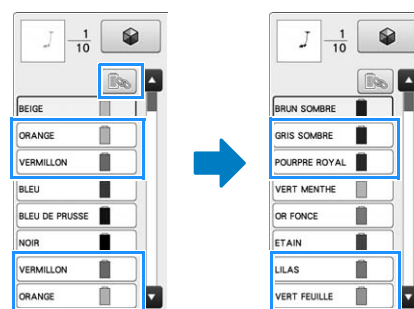 1
10
BEIGE
ORANGE
VERMILLON
BLEU
BLEU DE PRUSSE
NOIR
VERMILLON
ORANGE
1
10
BRUN SOMBRE
GRIS SOMBRE
POURPRE ROYAL
VERT MENTHE
OR FONCE
ETAIN
LILAS
VERT FEUILLE